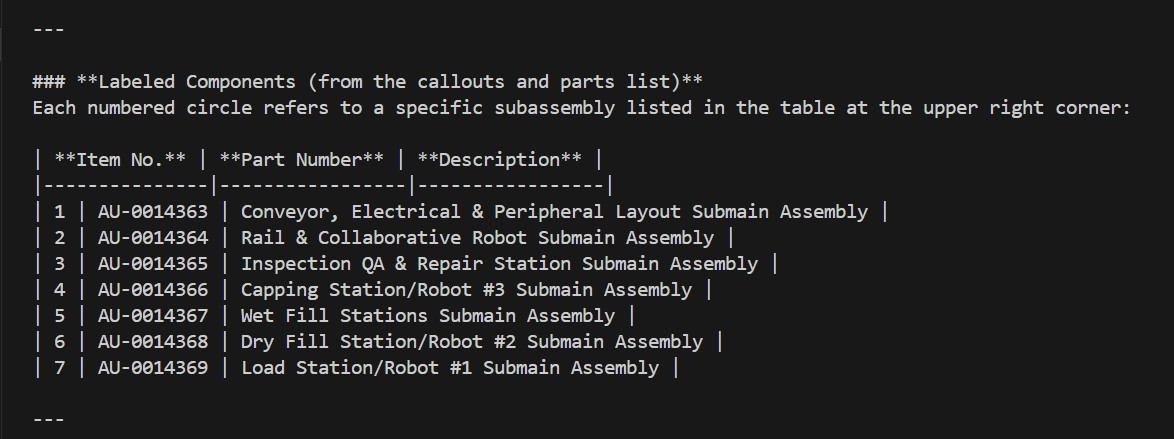 ---
### **Labeled Components (from the callouts and parts list)**
Each numbered circle refers to a specific subassembly listed in the table at the upper right corner:
| **Item No.** | **Part Number** | **Description** |
|---------------|-----------------|-----------------|
| 1 | AU-0014363 | Conveyor, Electrical & Peripheral Layout Submain Assembly |
| 2 | AU-0014364 | Rail & Collaborative Robot Submain Assembly |
| 3 | AU-0014365 | Inspection QA & Repair Station Submain Assembly |
| 4 | AU-0014366 | Capping Station/Robot #3 Submain Assembly |
| 5 | AU-0014367 | Wet Fill Stations Submain Assembly |
| 6 | AU-0014368 | Dry Fill Station/Robot #2 Submain Assembly |
| 7 | AU-0014369 | Load Station/Robot #1 Submain Assembly |
---